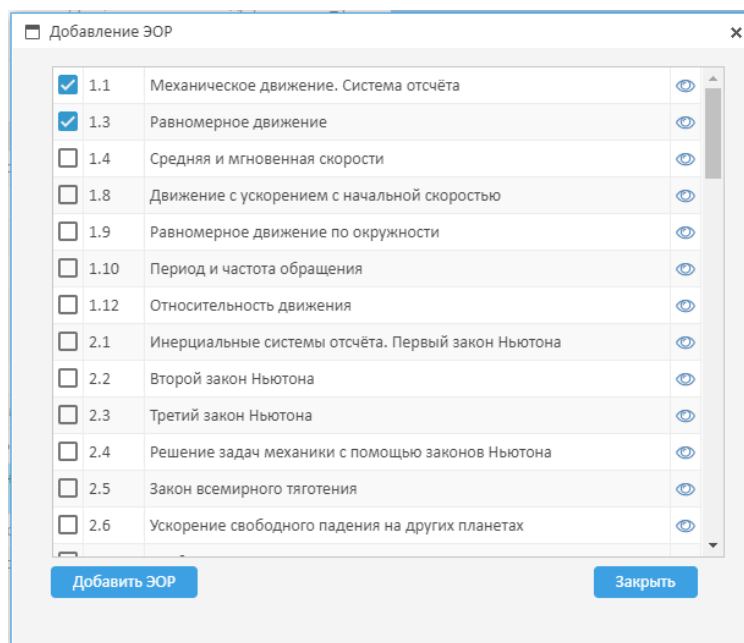 Добавление ЭОР
1.1 Механическое движение. Система отсчёта
1.3 Равномерное движение
1.4 Средняя и мгновенная скорости
1.8 Движение с ускорением с начальной скоростью
1.9 Равномерное движение по окружности
1.10 Период и частота обращения
1.12 Относительность движения
2.1 Инерциальные системы отсчёта. Первый закон Ньютона
2.2 Второй закон Ньютона
2.3 Третий закон Ньютона
2.4 Решение задач механики с помощью законов Ньютона
2.5 Закон всемирного тяготения
2.6 Ускорение свободного падения на других планетах
Добавить ЭОР Закрыть